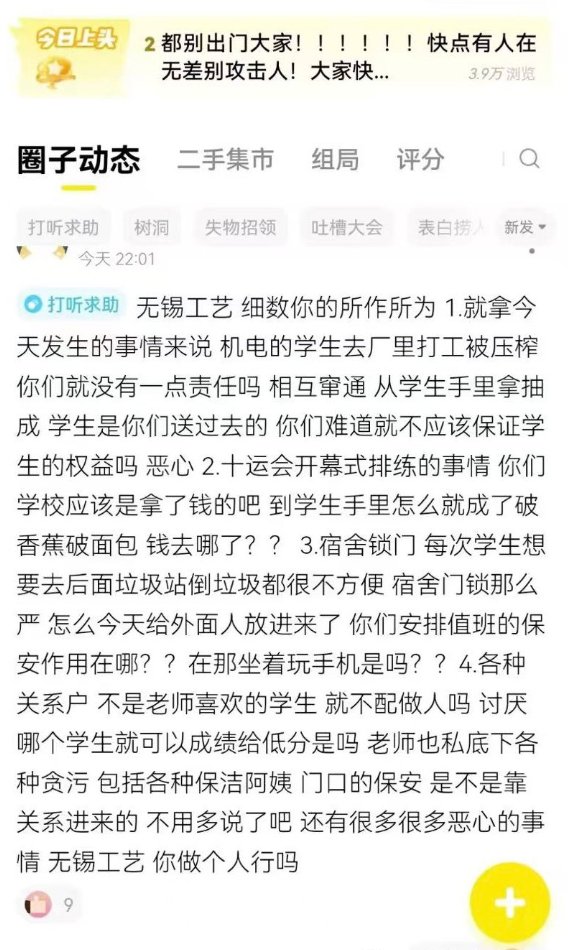 今日上头
2 都别出门大家！！！！！！快点有人在
无差别攻击人！大家快...
3.9万浏览
圈子动态 二手集市 组局 评分
打听求助 树洞 失物招领 吐槽大会 表白捞人 新发
今天 22:01
打听求助 无锡工艺 细数你的所作所为 1.就拿今
天发生的事情来说 机电的学生去厂里打工被压榨
你们就没有一点责任吗 相互窜通 从学生手里拿抽
成 学生是你们送过去的 你们难道就不应该保证学
生的权益吗 恶心 2.十运会开幕式排练的事情 你们
学校应该是拿了钱的吧 到学生手里怎么就成了破
香蕉破面包 钱去哪了？？ 3.宿舍锁门 每次学生想
要去后面垃圾站倒垃圾都很不方便 宿舍门锁那么
严 怎么今天给外面人放进来了 你们安排值班的保
安作用在哪？？在那坐着玩手机是吗？？4.各种
关系户 不是老师喜欢的学生 就不配做人吗 讨厌
哪个学生就可以成绩给低分是吗 老师也私底下各
种贪污 包括各种保洁阿姨 门口的保安 是不是靠
关系进来的 不用多说了吧 还有很多很多恶心的事
情 无锡工艺 你做个人行吗
9